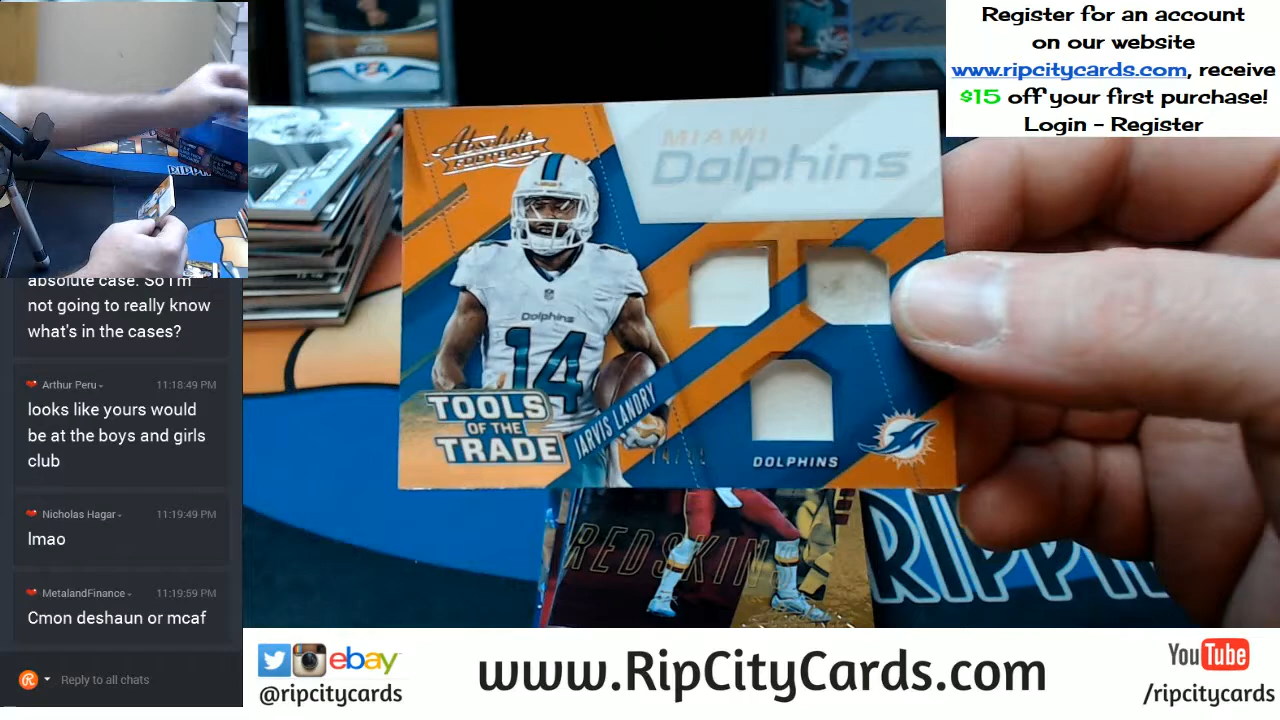 Register for an account
on our website
www.ripcitycards.com, receive
$15 off your first purchase!
Login - Register
PSA
Absolute
FOOTBALL
MIAMI
Dolphins
Dolphins
14
TOOLS
OF THE
TRADE
JARVIS LANDRY
DOLPHINS
REDSKINS
RIPPI
absolute case. So I'm
not going to really know
what's in the cases?
Arthur Peru
11:18:49 PM
looks like yours would
be at the boys and girls
club
Nicholas Hagar
11:19:49 PM
lmao
MetalandFinance
11:19:59 PM
Cmon deshaun or mcaf
Reply to all chats
ebay
@ripcitycards
www.RipCityCards.com
YouTube
/ripcitycards